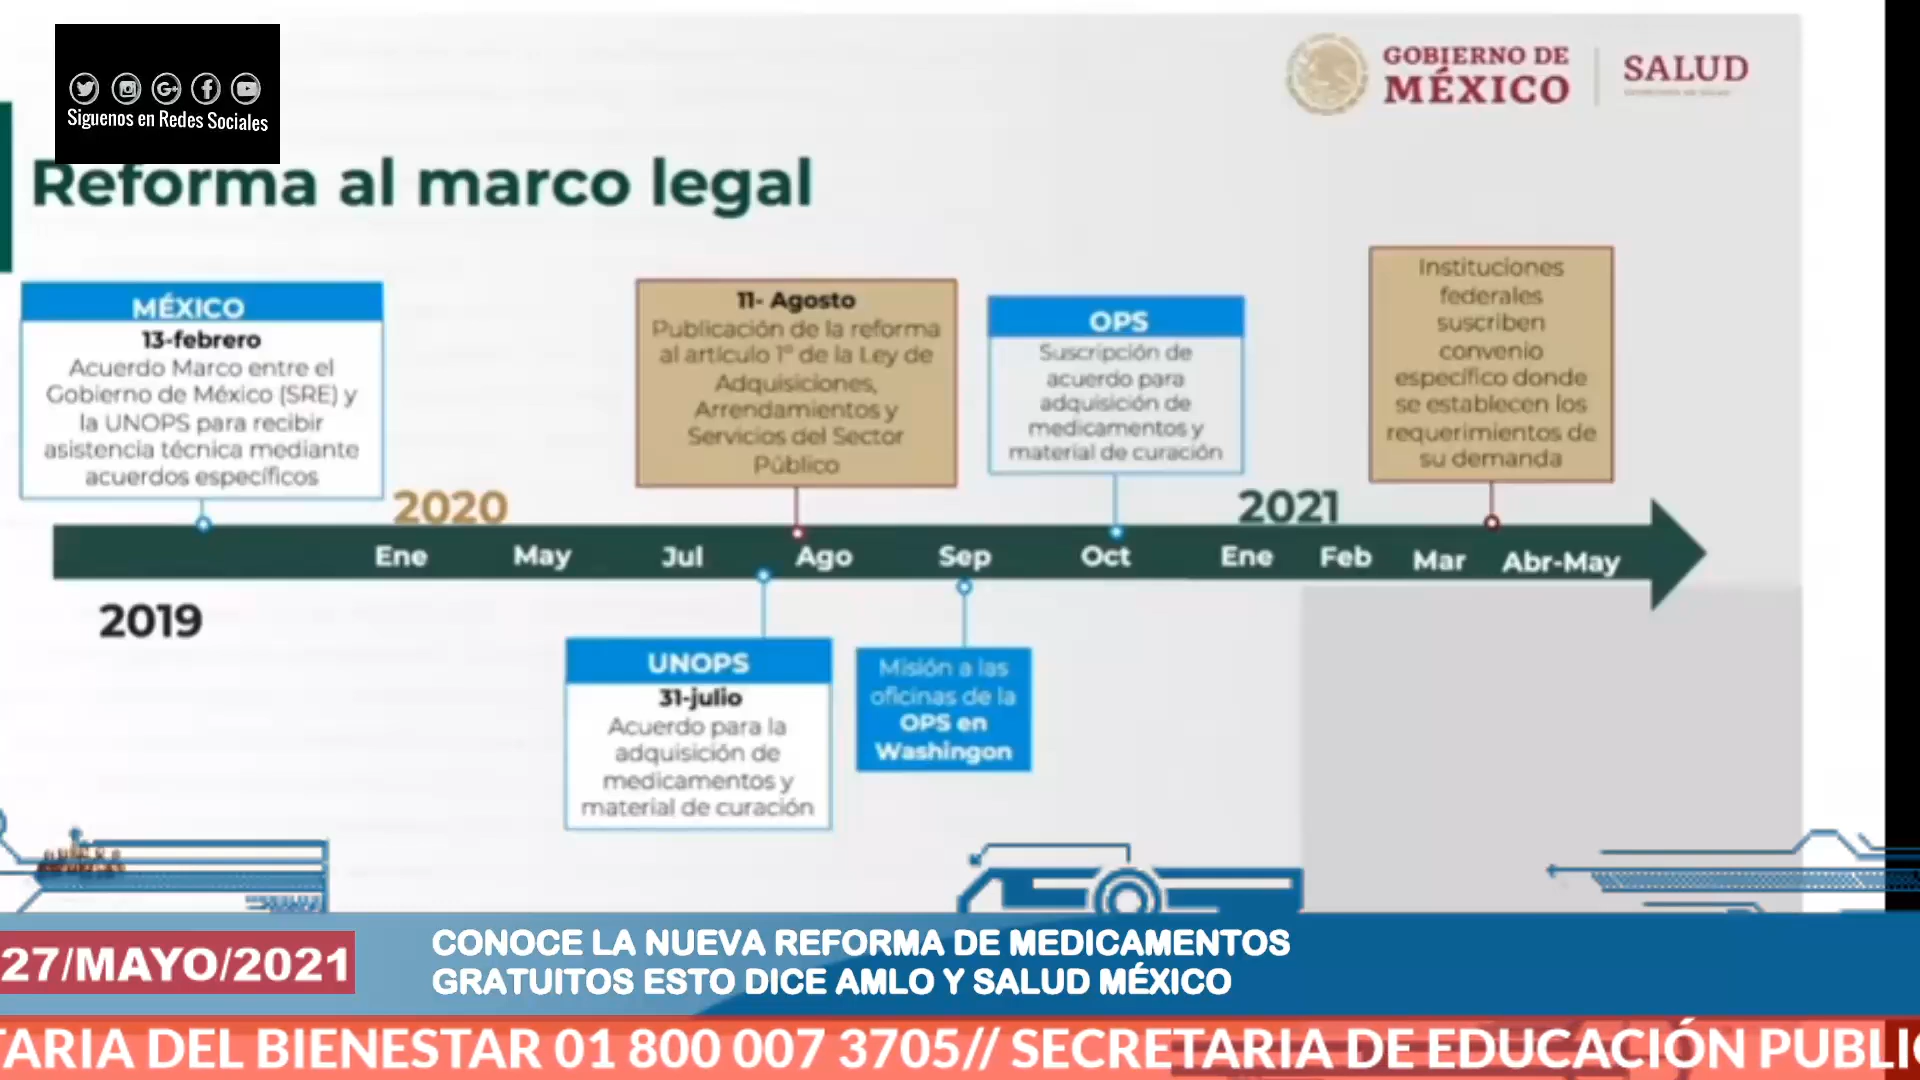 Siguenos en Redes Sociales
GOBIERNO DE
MÉXICO
SALUD
Reforma al marco legal
MÉXICO
13-febrero
Acuerdo Marco entre el
Gobierno de México (SRE) y
la UNOPS para recibir
asistencia técnica mediante
acuerdos específicos
11- Agosto
Publicación de la reforma
al artículo 1º de la Ley de
Adquisiciones,
Arrendamientos y
Servicios del Sector
Público
OPS
Suscripción de
acuerdo para
adquisición de
medicamentos y
material de curación
Instituciones
federales
suscriben
convenio
específico donde
se establecen los
requerimientos de
su demanda
2020
2021
Ene May Jul Ago Sep Oct Ene Feb Mar Abr-May
2019
UNOPS
31-julio
Acuerdo para la
adquisición de
medicamentos y
material de curación
Misión a las
oficinas de la
OPS en
Washingon
27/MAYO/2021
CONOCE LA NUEVA REFORMA DE MEDICAMENTOS
GRATUITOS ESTO DICE AMLO Y SALUD MÉXICO
TARIA DEL BIENESTAR 01 800 007 3705// SECRETARIA DE EDUCACIÓN PUBLIC